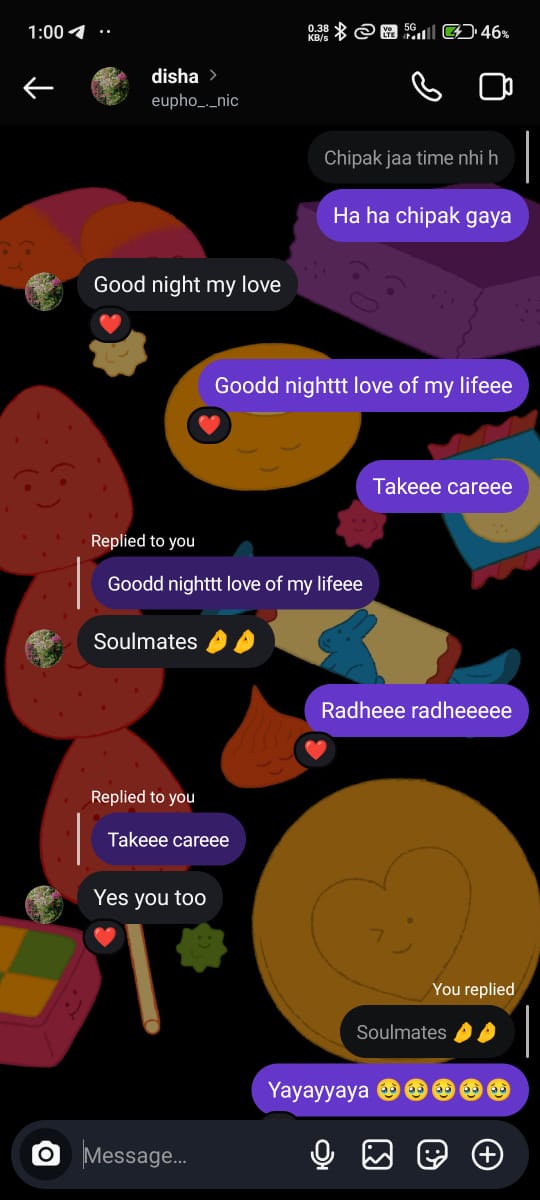 1:00
0.38
KB/s
Vo
LTE
5G
46%
disha
eupho_._nic
Chipak jaa time nhi h
Ha ha chipak gaya
Good night my love
❤️
Goodd nighttt love of my lifeee
❤️
Takeee careee
Replied to you
Goodd nighttt love of my lifeee
Soulmates 🤌🤌
Radheee radheeeee
❤️
Replied to you
Takeee careee
Yes you too
❤️
You replied
Soulmates 🤌🤌
Yayayyaya 🥹🥹🥹🥹🥹
Message...